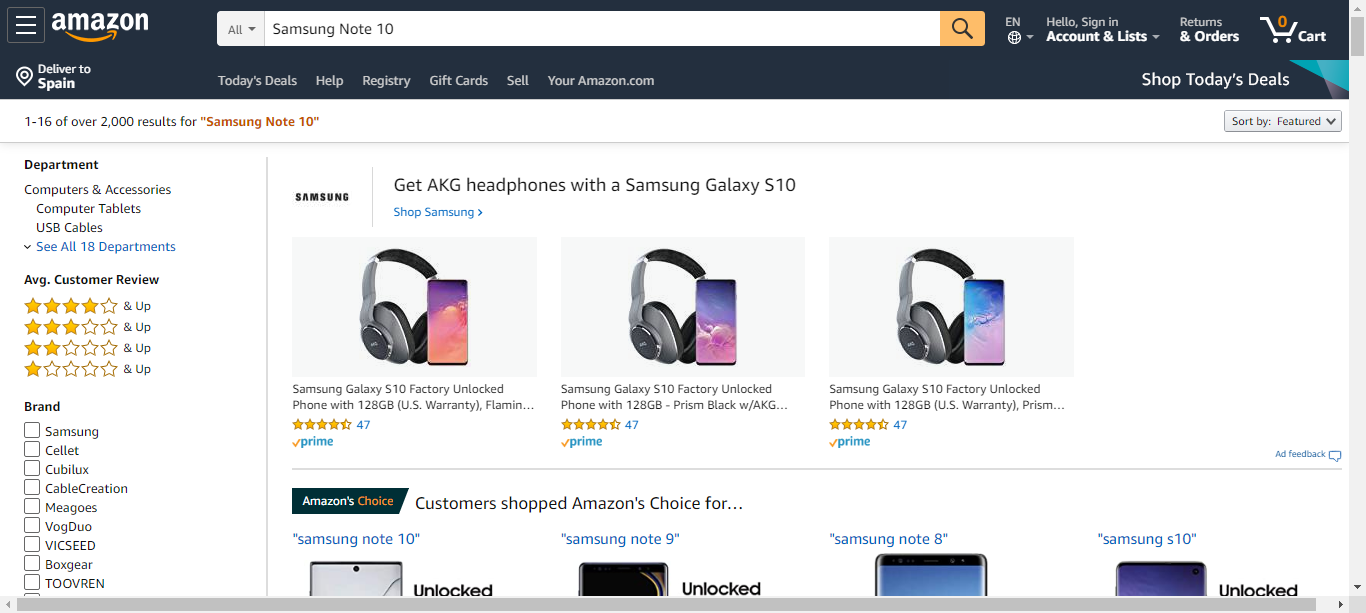 amazon
All
Samsung Note 10
EN
Hello, Sign in
Account & Lists
Returns
& Orders
0
Cart
Deliver to
Spain
Today's Deals
Help
Registry
Gift Cards
Sell
Your Amazon.com
Shop Today's Deals
1-16 of over 2,000 results for "Samsung Note 10"
Sort by: Featured
Department
Computers & Accessories
Computer Tablets
USB Cables
See All 18 Departments
Avg. Customer Review
& Up
& Up
& Up
& Up
Brand
Samsung
Cellet
Cubilux
CableCreation
Meagoes
VogDuo
VICSEED
Boxgear
TOOVREN
SAMSUNG
Get AKG headphones with a Samsung Galaxy S10
Shop Samsung ›
AKG
Samsung Galaxy S10 Factory Unlocked
Phone with 128GB (U.S. Warranty), Flamin…
47
prime
AKG
Samsung Galaxy S10 Factory Unlocked
Phone with 128GB - Prism Black w/AKG…
47
prime
AKG
Samsung Galaxy S10 Factory Unlocked
Phone with 128GB (U.S. Warranty), Prism…
47
prime
Ad feedback
Amazon's Choice
Customers shopped Amazon's Choice for…
"samsung note 10"
Unlocked
"samsung note 9"
Unlocked
"samsung note 8"
"samsung s10"
Unlocked